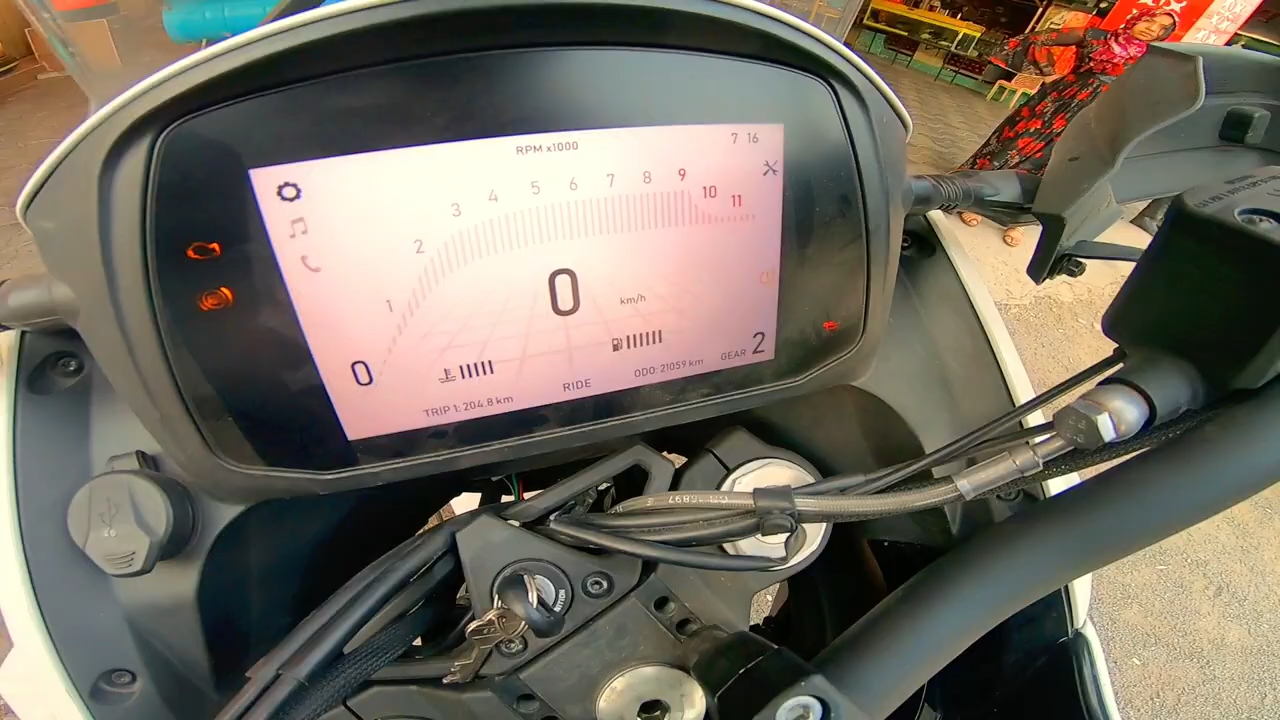 RPM x1000
7 16
0 1 2 3 4 5 6 7 8 9 10 11
0 km/h
TRIP 1: 204.8 km
RIDE
ODO: 21059 km
GEAR 2